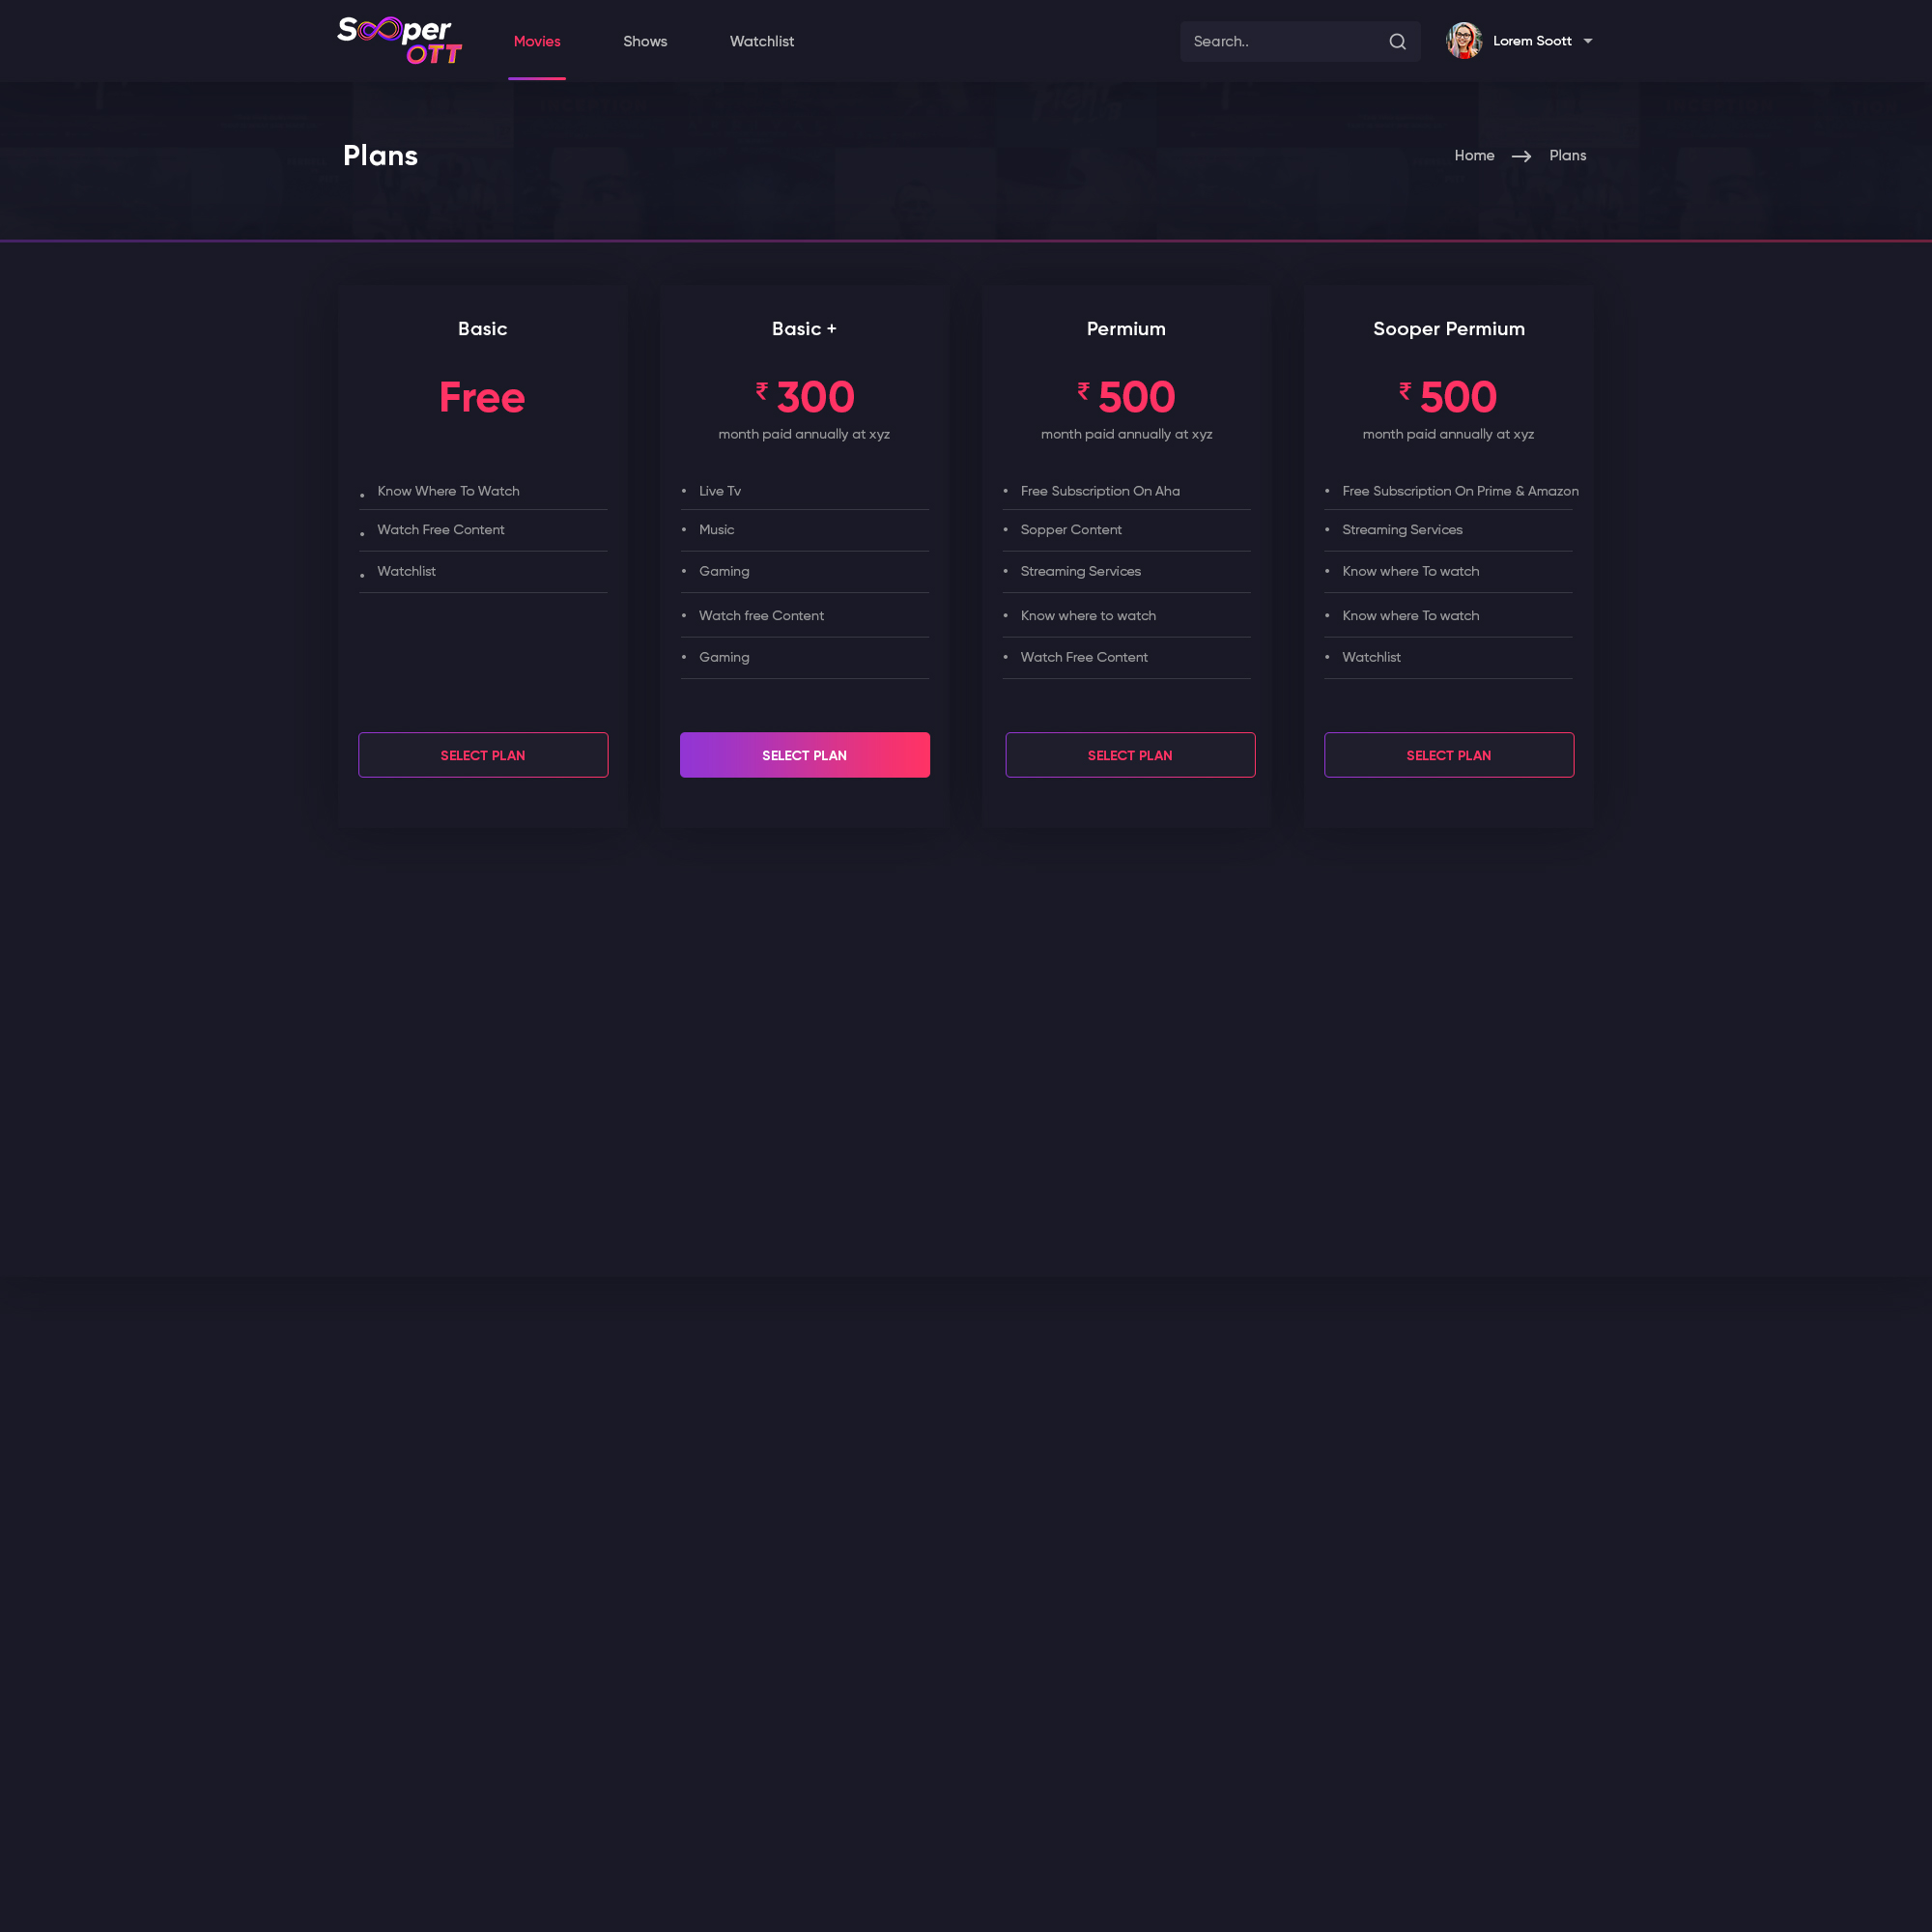 Sooper
OTT
Movies
Shows
Watchlist
Search..
Lorem Soott
Plans
Home
Plans
Basic
Free
Know Where To Watch
Watch Free Content
Watchlist
SELECT PLAN
Basic +
₹ 300
month paid annually at xyz
Live Tv
Music
Gaming
Watch free Content
Gaming
SELECT PLAN
Permium
₹ 500
month paid annually at xyz
Free Subscription On Aha
Sopper Content
Streaming Services
Know where to watch
Watch Free Content
SELECT PLAN
Sooper Permium
₹ 500
month paid annually at xyz
Free Subscription On Prime & Amazon
Streaming Services
Know where To watch
Know where To watch
Watchlist
SELECT PLAN